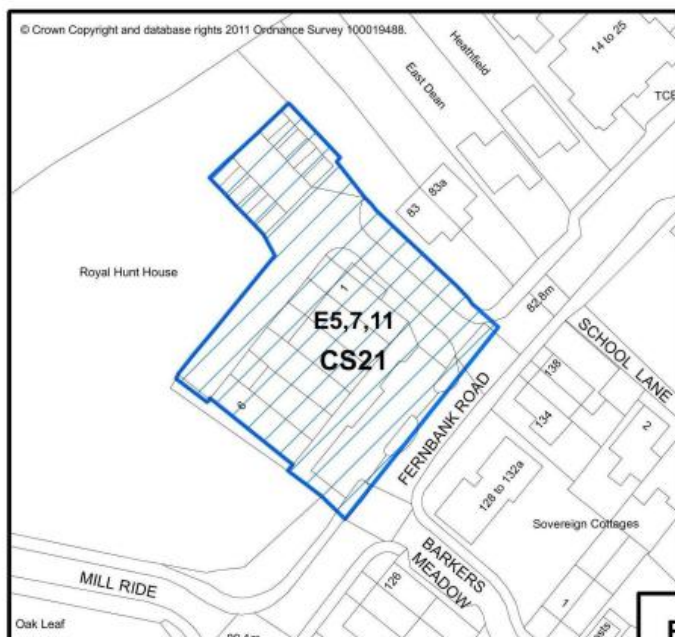 © Crown Copyright and database rights 2011 Ordnance Survey 100019488.
14 to 25
Heathfield
East Dean
TCB
83a
83
Royal Hunt House
1
82.8m
E5,7,11
CS21
SCHOOL LANE
138
6
FERNBANK ROAD
134
2
128 to 132a
Sovereign Cottages
BARKERS
MEADOW
MILL RIDE
126
1
Oak Leaf